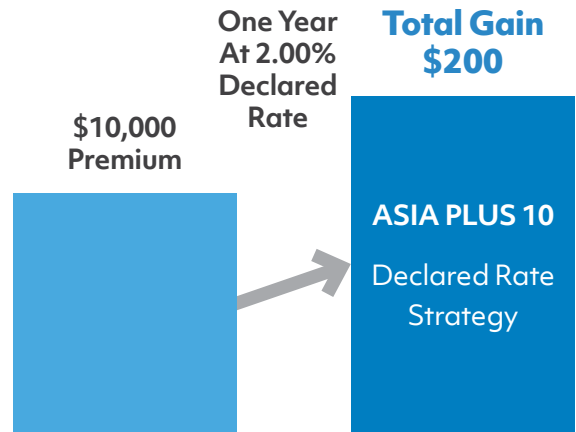 $10,000
Premium
One Year
At 2.00%
Declared
Rate
Total Gain
$200
ASIA PLUS 10
Declared Rate
Strategy